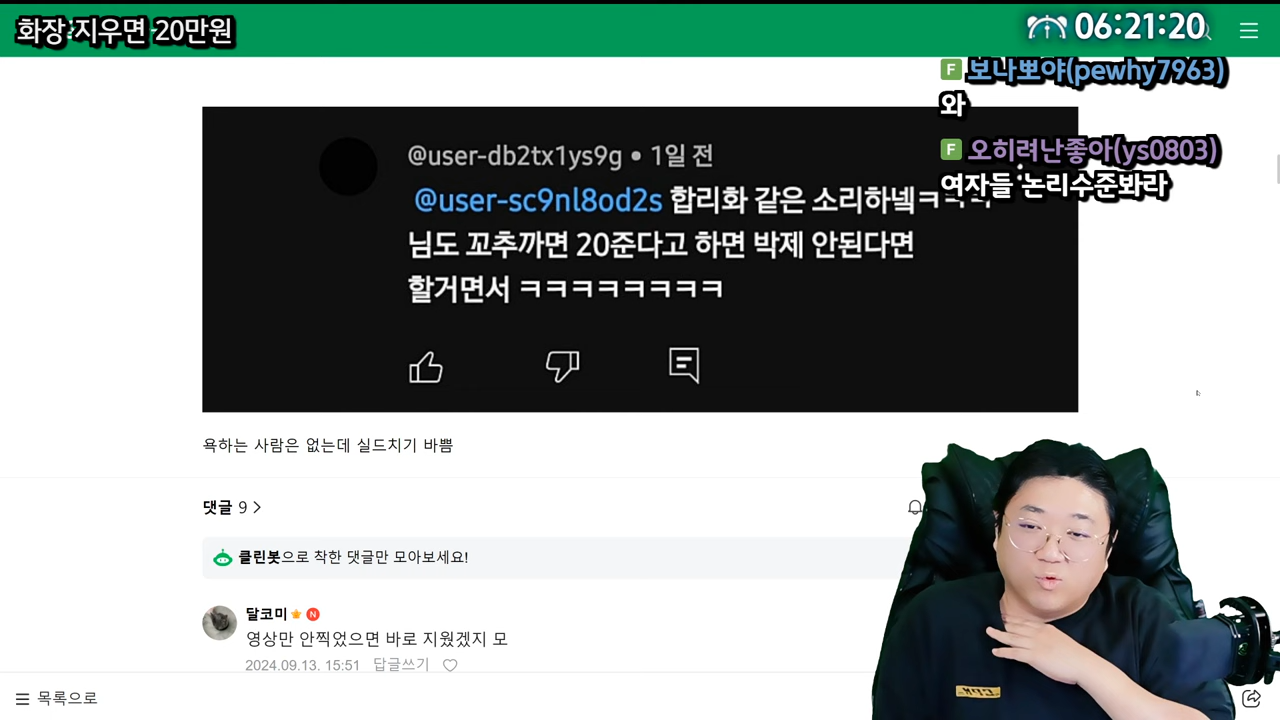 화장 지우면 20만원
06:21:20
F 보나뽀야(pewhy7963)
와
F 오히려난좋아(ys0803)
여자들 논리수준봐라
@user-db2tx1ys9g • 1일 전
@user-sc9nl8od2s 합리화 같은 소리하넼ㅋㅋㅋ
님도 꼬추까면 20준다고 하면 박제 안된다면
할거면서 ㅋㅋㅋㅋㅋㅋㅋㅋ
욕하는 사람은 없는데 실드치기 바쁨
댓글 9
클린봇으로 착한 댓글만 모아보세요!
달코미 N
영상만 안찍었으면 바로 지웠겠지 모
2024.09.13. 15:51 답글쓰기
목록으로